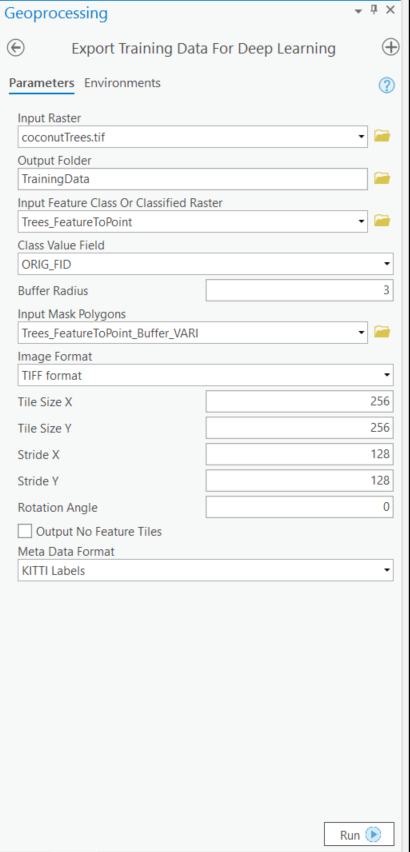 Geoprocessing
Export Training Data For Deep Learning
Parameters Environments
?
Input Raster
coconutTrees.tif
Output Folder
TrainingData
Input Feature Class Or Classified Raster
Trees_FeatureToPoint
Class Value Field
ORIG_FID
Buffer Radius 3
Input Mask Polygons
Trees_FeatureToPoint_Buffer_VARI
Image Format
TIFF format
Tile Size X 256
Tile Size Y 256
Stride X 128
Stride Y 128
Rotation Angle 0
Output No Feature Tiles
Meta Data Format
KITTI Labels
Run